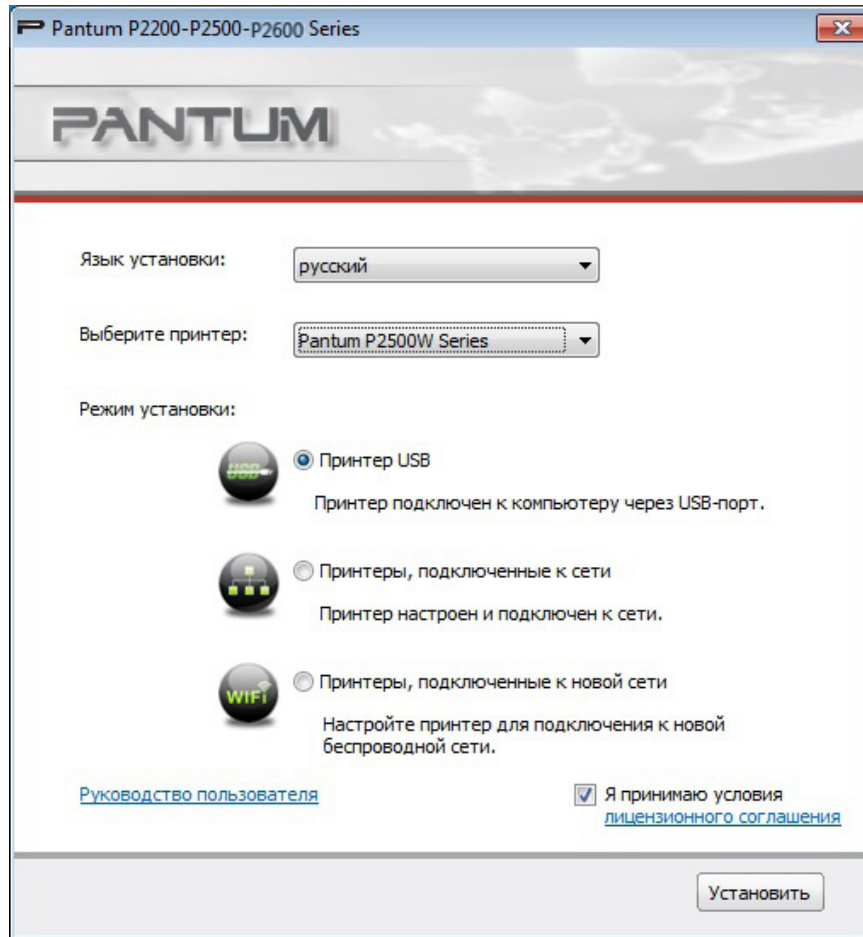 Pantum P2200-P2500-P2600 Series
PANTUM
Язык установки:
русский
Выберите принтер:
Pantum P2500W Series
Режим установки:
USB
Принтер USB
Принтер подключен к компьютеру через USB-порт.
Принтеры, подключенные к сети
Принтер настроен и подключен к сети.
WiFi
Принтеры, подключенные к новой сети
Настройте принтер для подключения к новой
беспроводной сети.
Руководство пользователя
Я принимаю условия
лицензионного соглашения
Установить